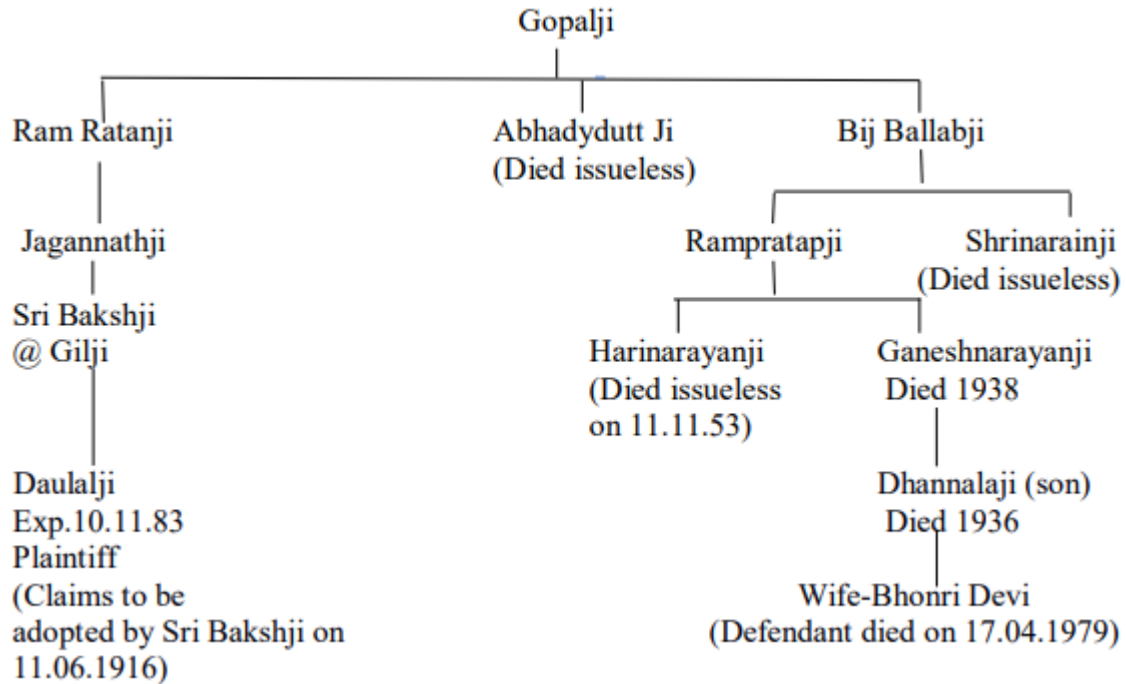 Gopalji
Ram Ratanji
Abhadydutt Ji
(Died issueless)
Bij Ballabji
Jagannathji
Rampratapji
Shrinarainji
(Died issueless)
Sri Bakshji
@ Gilji
Harinarayanji
(Died issueless
on 11.11.53)
Ganeshnarayanji
Died 1938
Daulalji
Exp.10.11.83
Plaintiff
(Claims to be
adopted by Sri Bakshji on
11.06.1916)
Dhannalaji (son)
Died 1936
Wife-Bhonri Devi
(Defendant died on 17.04.1979)